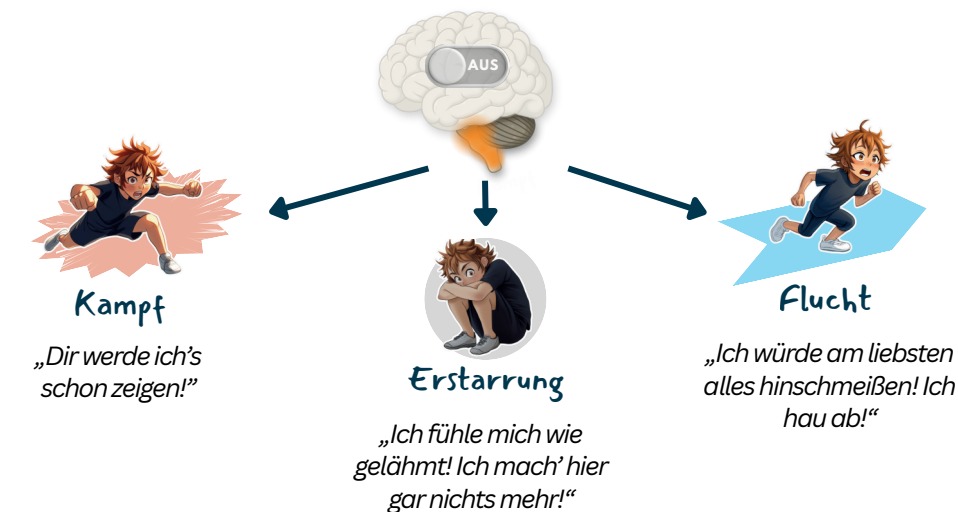 AUS
Kampf
„Dir werde ich’s
schon zeigen!”
Erstarrung
„Ich fühle mich wie
gelähmt! Ich mach’ hier
gar nichts mehr!“
Flucht
„Ich würde am liebsten
alles hinschmeißen! Ich
hau ab!“